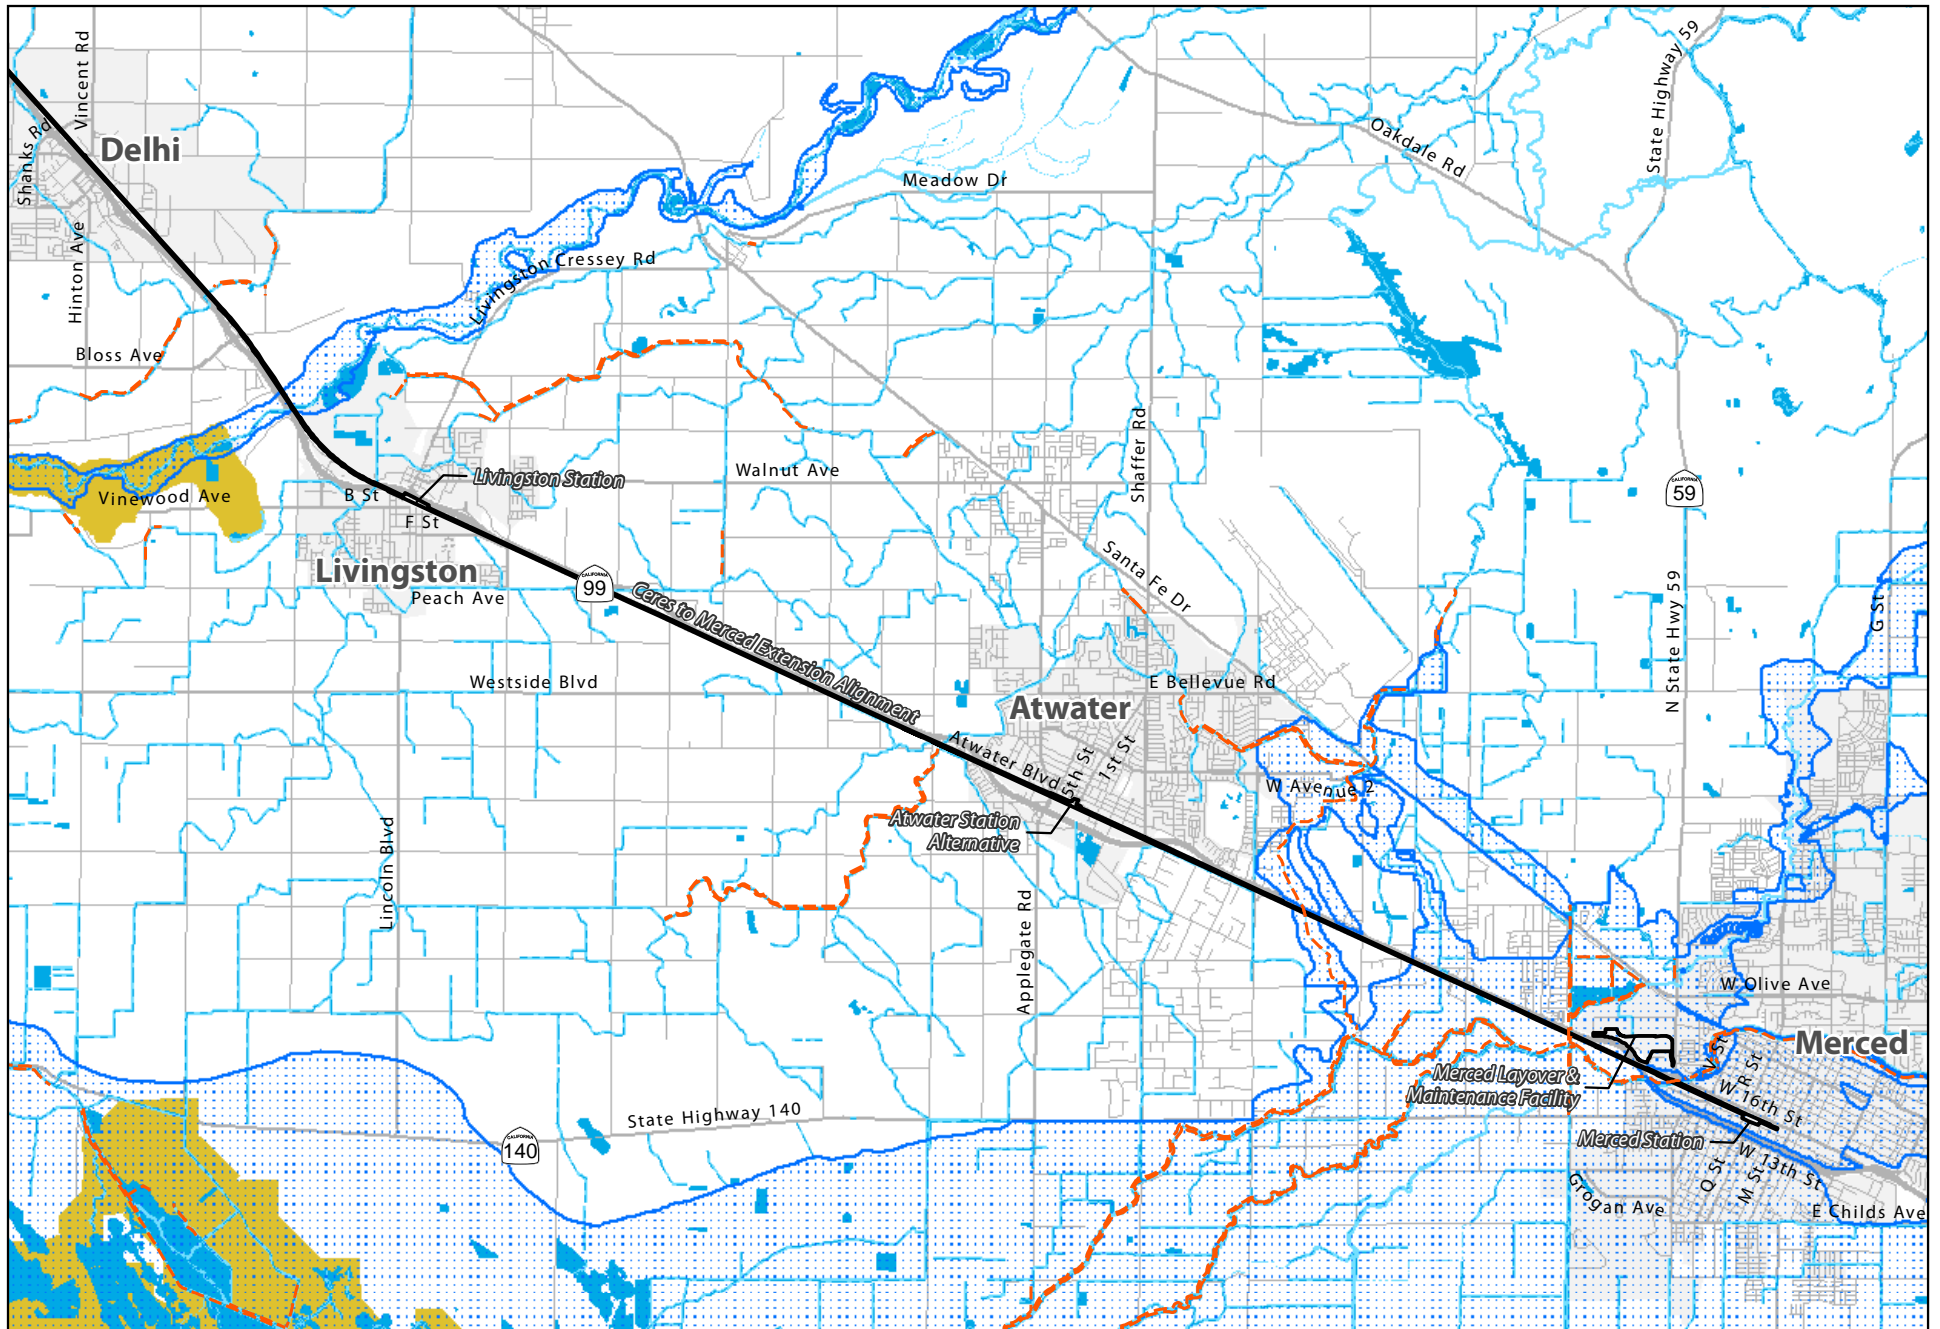 Vincent Rd
Shanks Rd
Delhi
State Highway 59
Oakdale Rd
Meadow Dr
Hinton Ave
Livingston Cressey Rd
Bloss Ave
Shaffer Rd
Walnut Ave
Livingston Station
Vinewood Ave
B St
F St
CALIFORNIA
59
Santa Fe Dr
Livingston
Peach Ave
CALIFORNIA
99
Ceres to Merced Extension Alignment
N State Hwy 59
G St
Westside Blvd
E Bellevue Rd
Atwater
Atwater Blvd
5th St
1st St
W Avenue 2
Atwater Station
Alternative
Lincoln Blvd
Applegate Rd
W Olive Ave
Merced
V St
R St
Merced Layover &
Maintenance Facility
W 16th St
State Highway 140
CALIFORNIA
140
Merced Station
W 13th St
Q St
M St
Grogan Ave
E Childs Ave